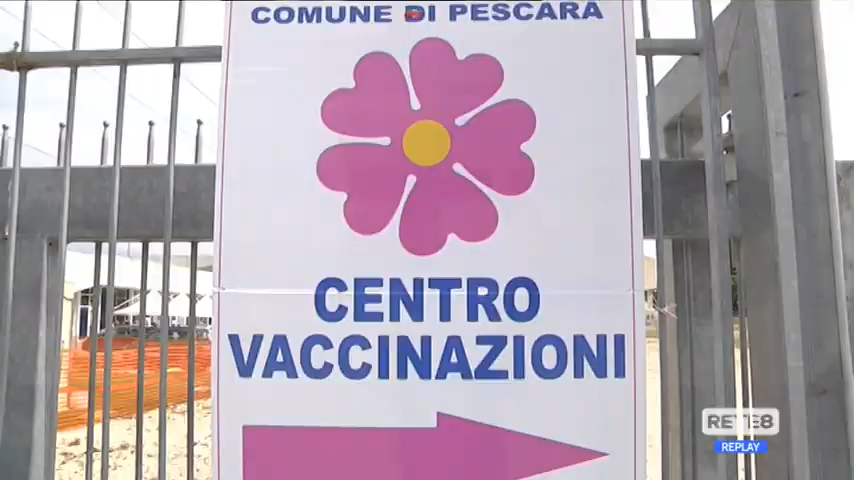 COMUNE DI PESCARA
CENTRO
VACCINAZIONI
RETE8
REPLAY